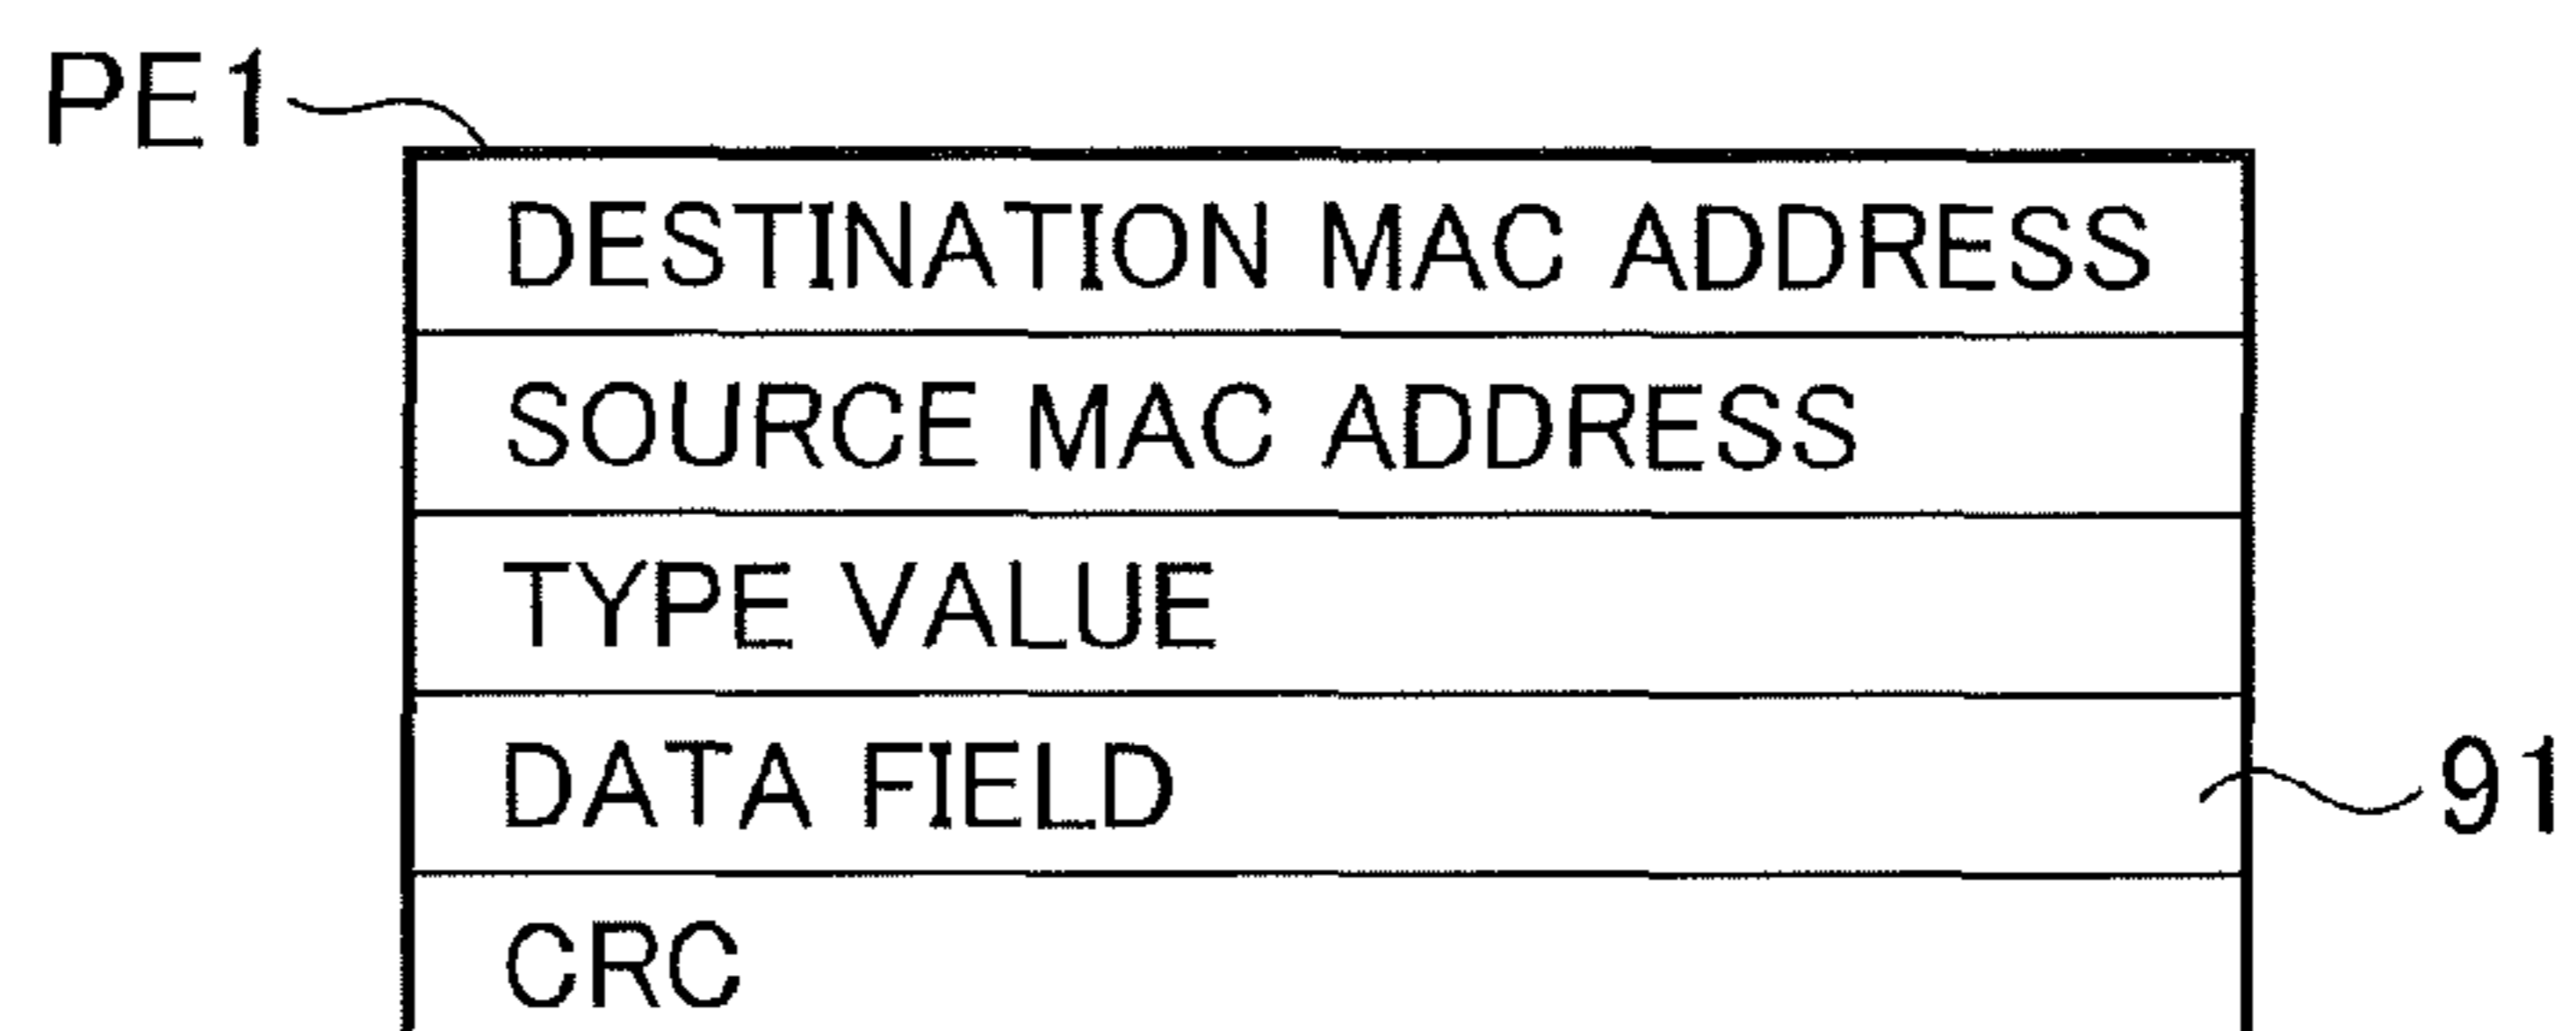 PE1
DESTINATION MAC ADDRESS
SOURCE MAC ADDRESS
TYPE VALUE
DATA FIELD
91
CRC